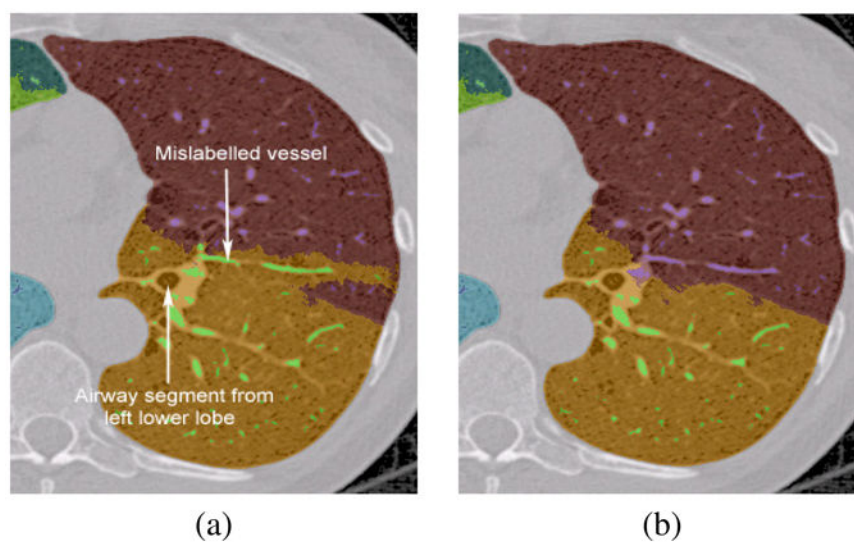 Mislabelled vessel
Airway segment from
left lower lobe
(a)
(b)